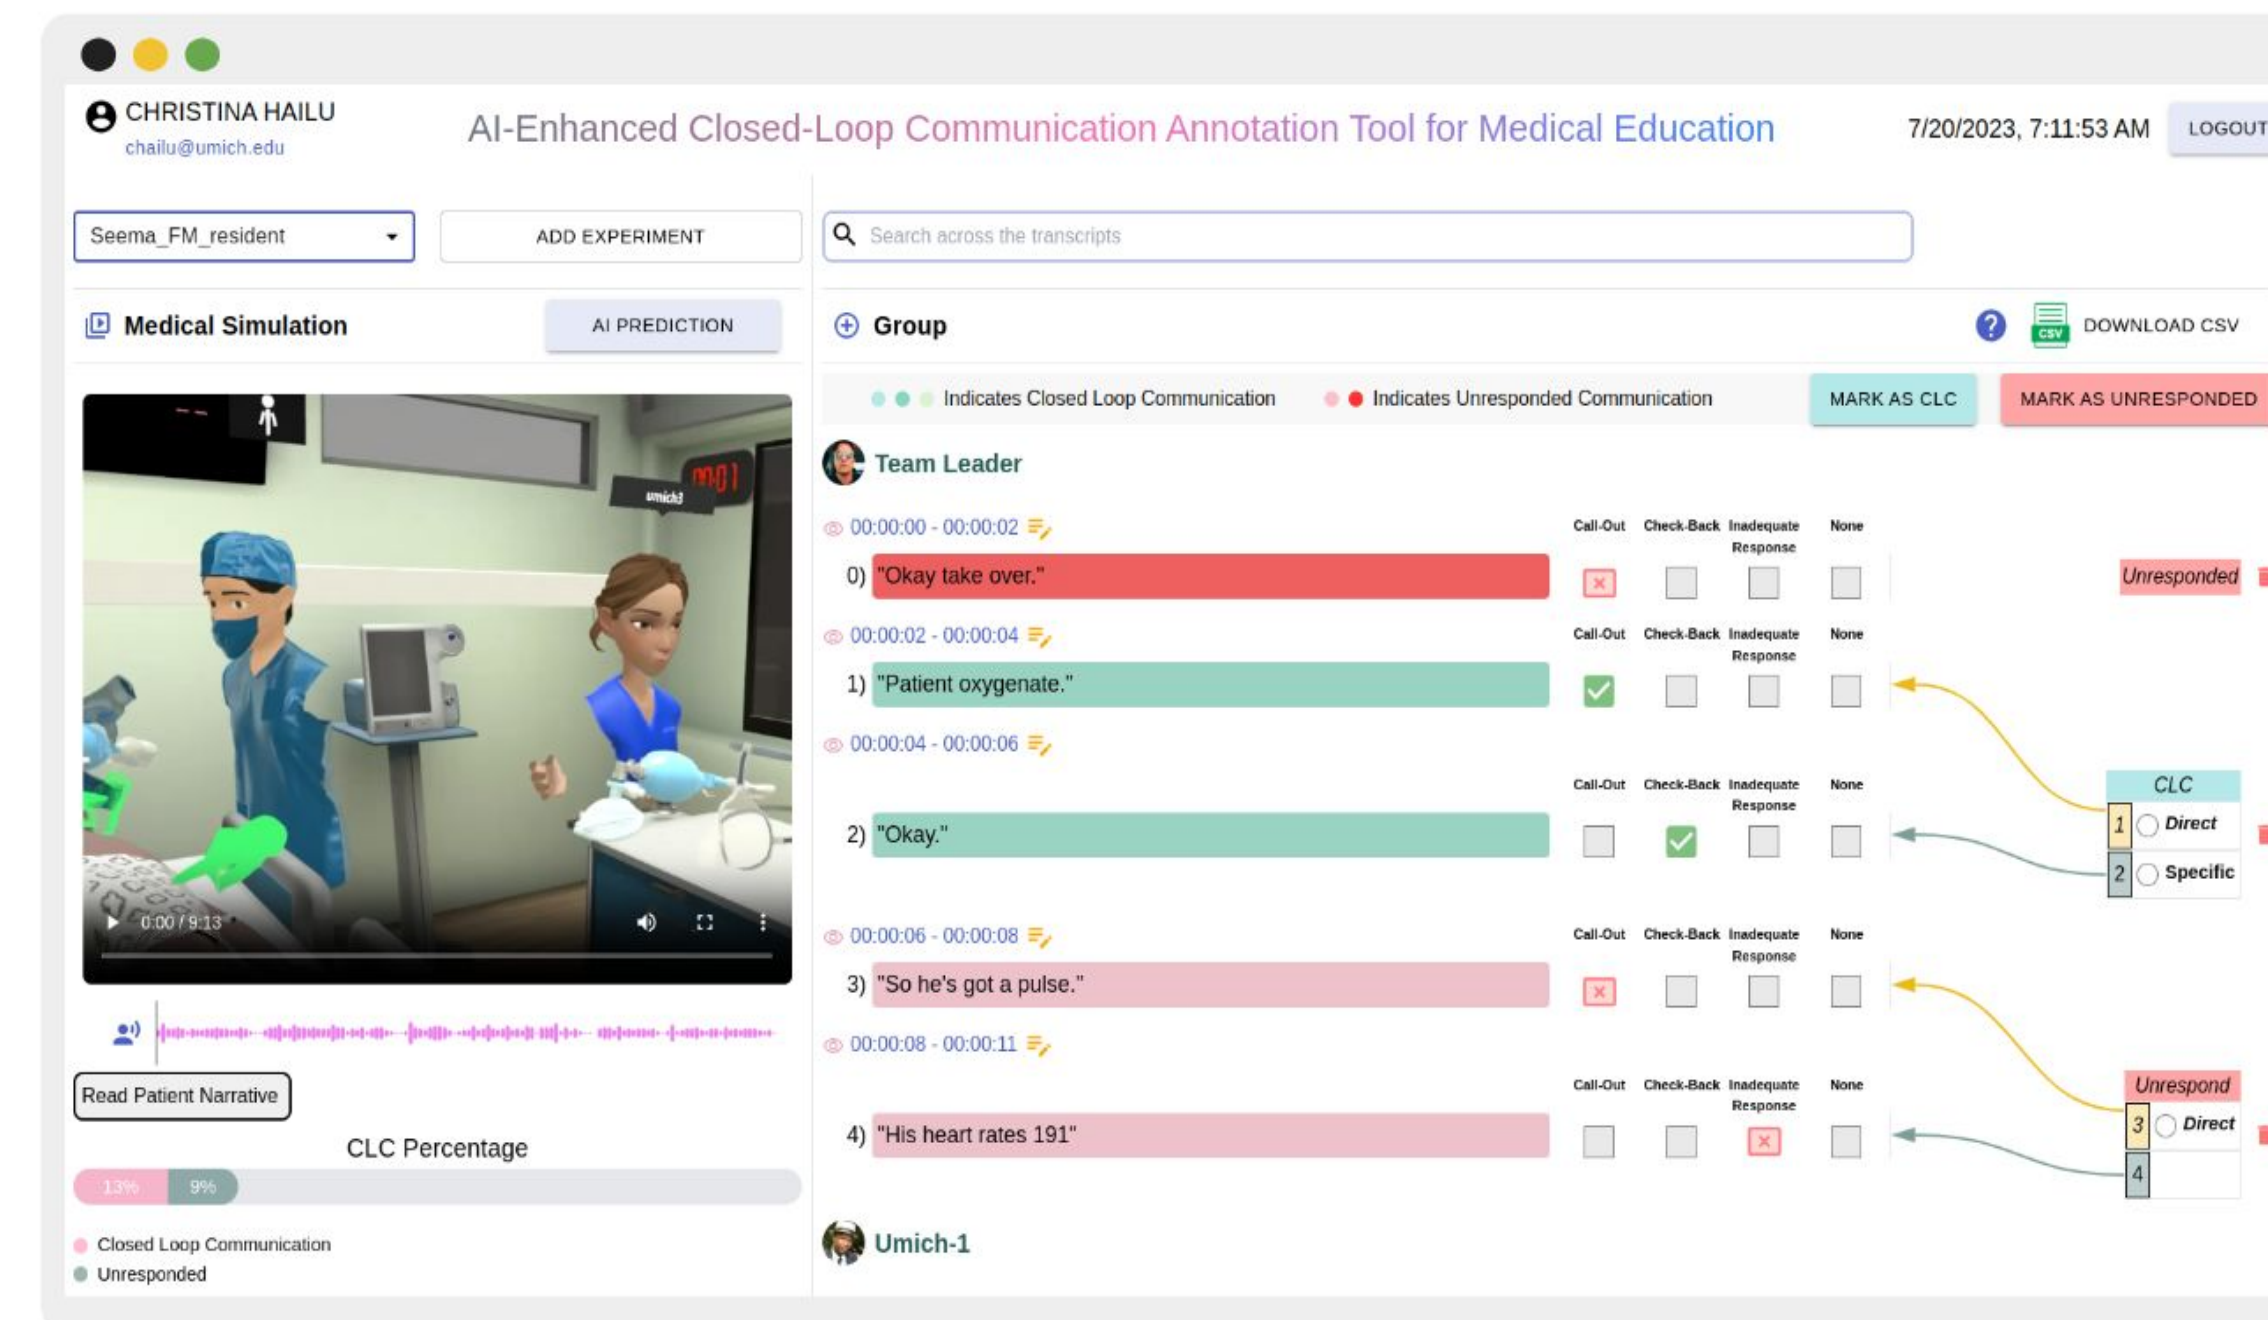 CHRISTINA HAILU
chailu@umich.edu
AI-Enhanced Closed-Loop Communication Annotation Tool for Medical Education
7/20/2023, 7:11:53 AM
LOGOUT
Seema_FM_resident
ADD EXPERIMENT
Search across the transcripts
Medical Simulation
AI PREDICTION
umich3
00:01
0:00 / 9:13
Read Patient Narrative
CLC Percentage
13% 9%
Closed Loop Communication
Unresponded
Group
?
CSV
DOWNLOAD CSV
Indicates Closed Loop Communication
Indicates Unresponded Communication
MARK AS CLC
MARK AS UNRESPONDED
Team Leader
00:00:00 - 00:00:02
Call-Out Check-Back Inadequate Response None
0) "Okay take over."
Unresponded
00:00:02 - 00:00:04
Call-Out Check-Back Inadequate Response None
1) "Patient oxygenate."
00:00:04 - 00:00:06
Call-Out Check-Back Inadequate Response None
2) "Okay."
CLC
1 Direct
2 Specific
00:00:06 - 00:00:08
Call-Out Check-Back Inadequate Response None
3) "So he's got a pulse."
00:00:08 - 00:00:11
Call-Out Check-Back Inadequate Response None
4) "His heart rates 191"
Unrespond
3 Direct
4
Umich-1